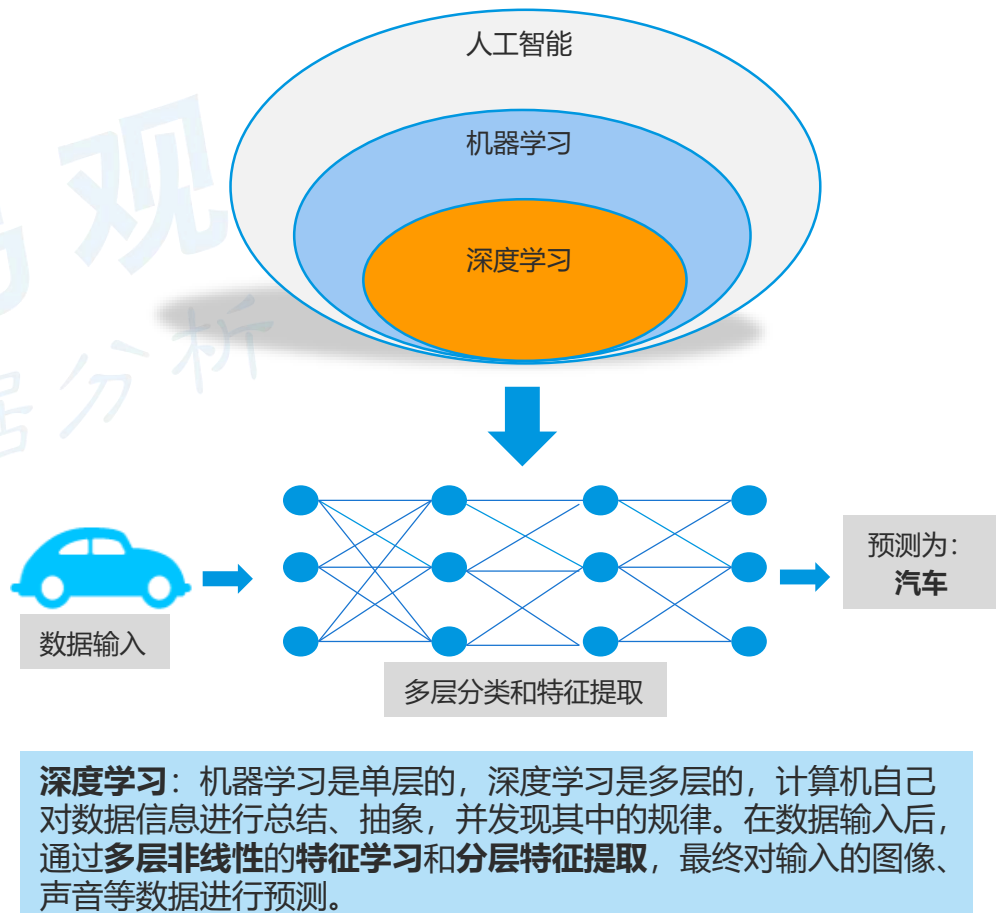 人工智能
机器学习
深度学习
观
据分析
数据输入
多层分类和特征提取
预测为：
汽车
深度学习：机器学习是单层的，深度学习是多层的，计算机自己
对数据信息进行总结、抽象，并发现其中的规律。在数据输入后，
通过多层非线性的特征学习和分层特征提取，最终对输入的图像、
声音等数据进行预测。